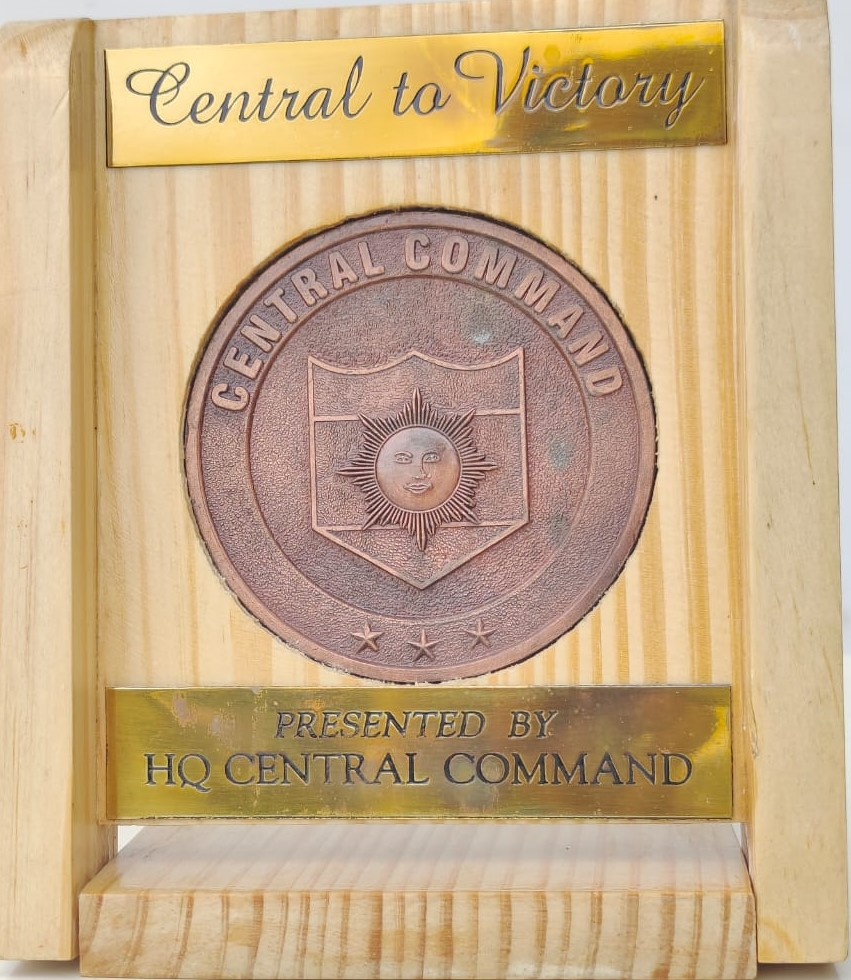 Central to Victory
CENTRAL COMMAND
PRESENTED BY
HQ CENTRAL COMMAND